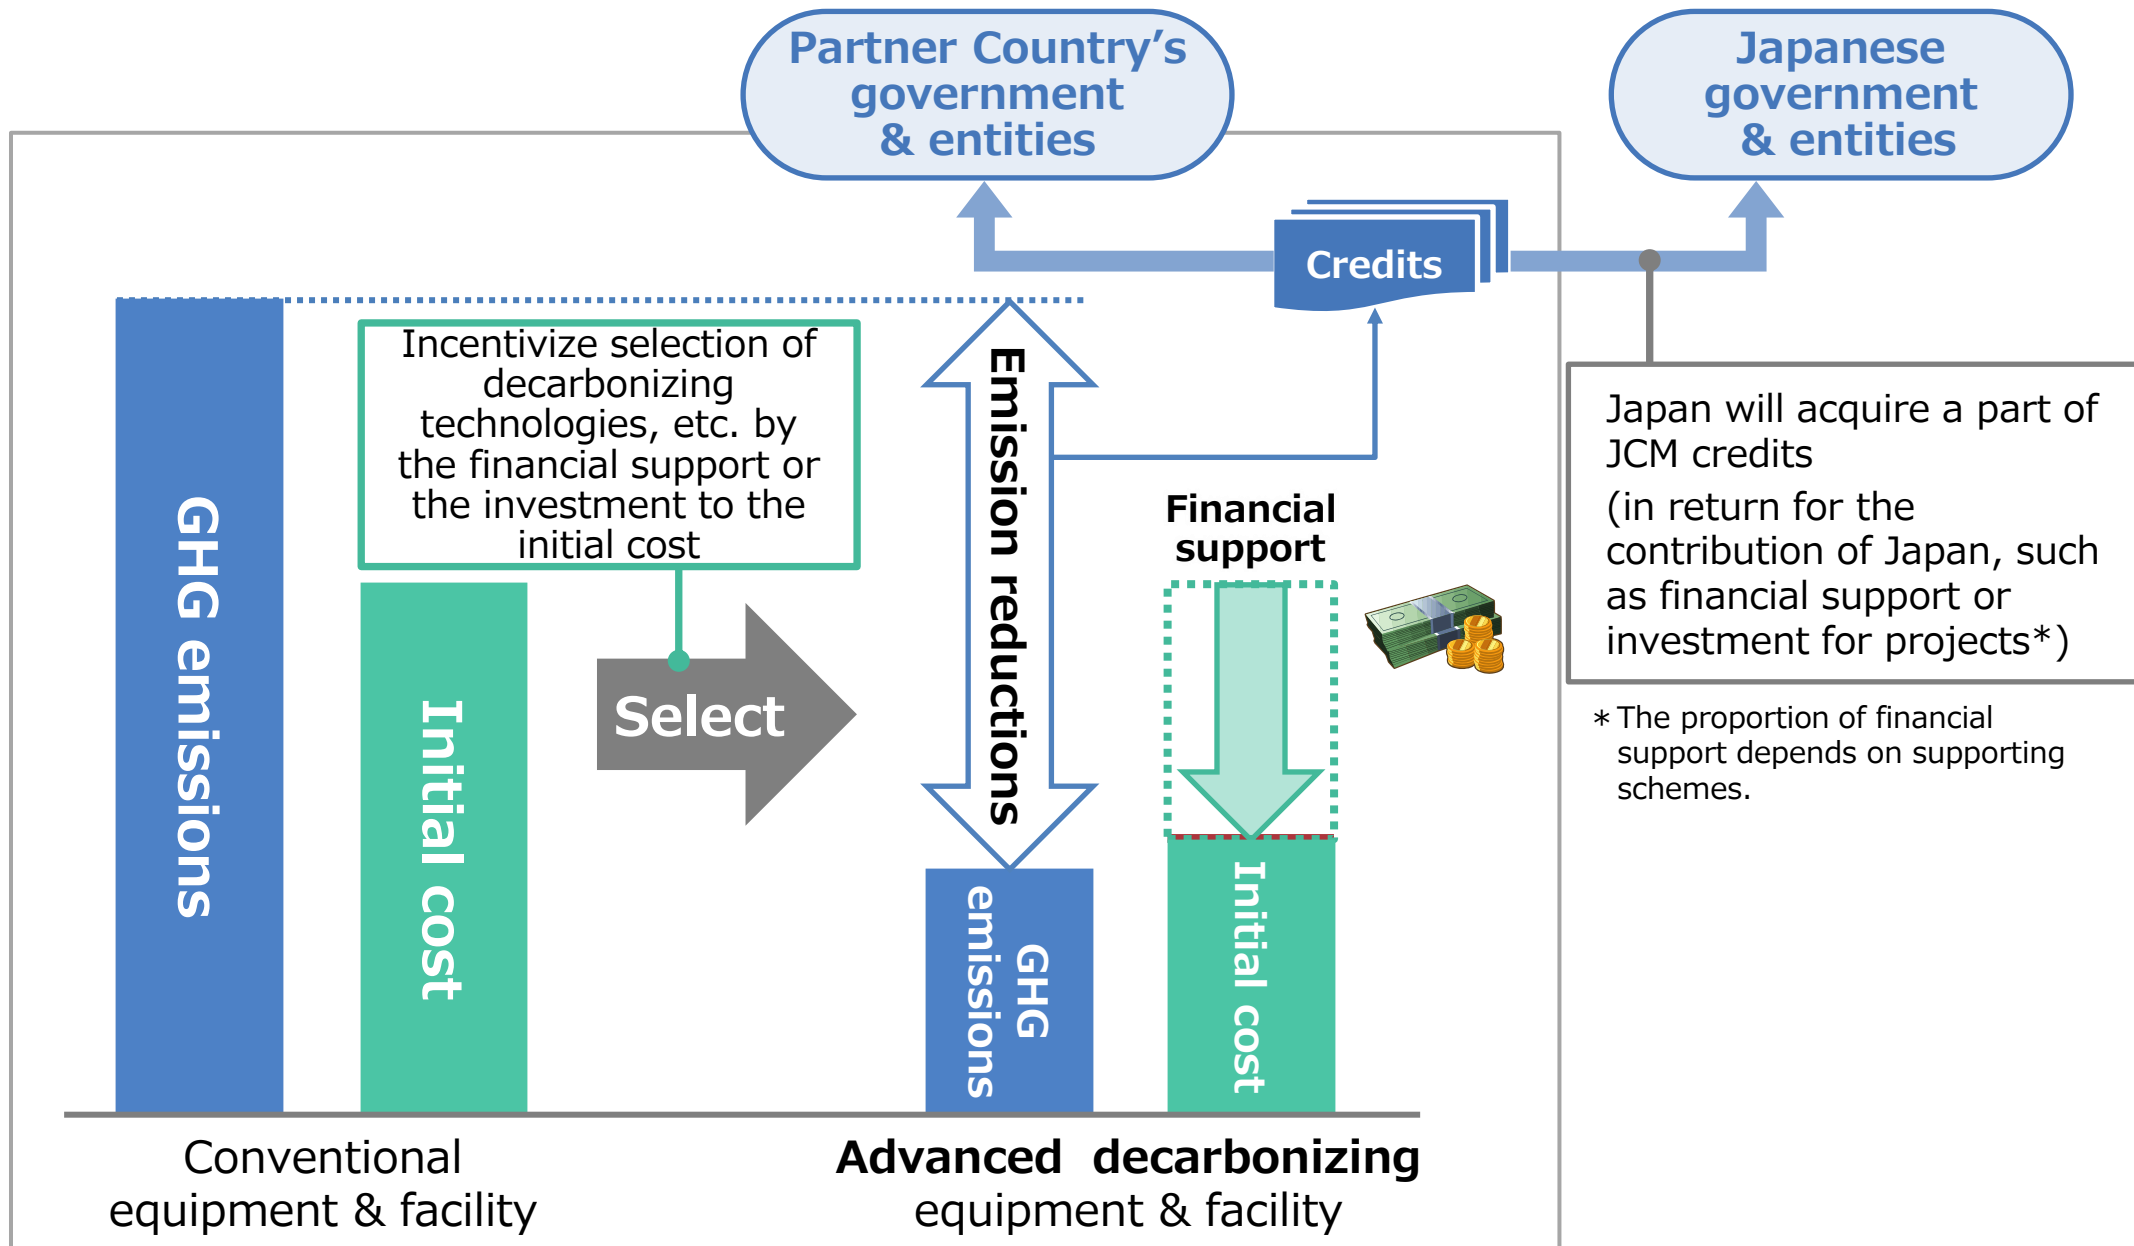 Partner Country’s
government
& entities
Japanese
government
& entities
Credits
Incentivize selection of
decarbonizing
technologies, etc. by
the financial support or
the investment to the
initial cost
GHG emissions
Initial cost
Select
Emission reductions
Financial
support
GHG
emissions
Initial cost
Japan will acquire a part of
JCM credits
(in return for the
contribution of Japan, such
as financial support or
investment for projects*)
* The proportion of financial
support depends on supporting
schemes.
Conventional
equipment & facility
Advanced decarbonizing
equipment & facility